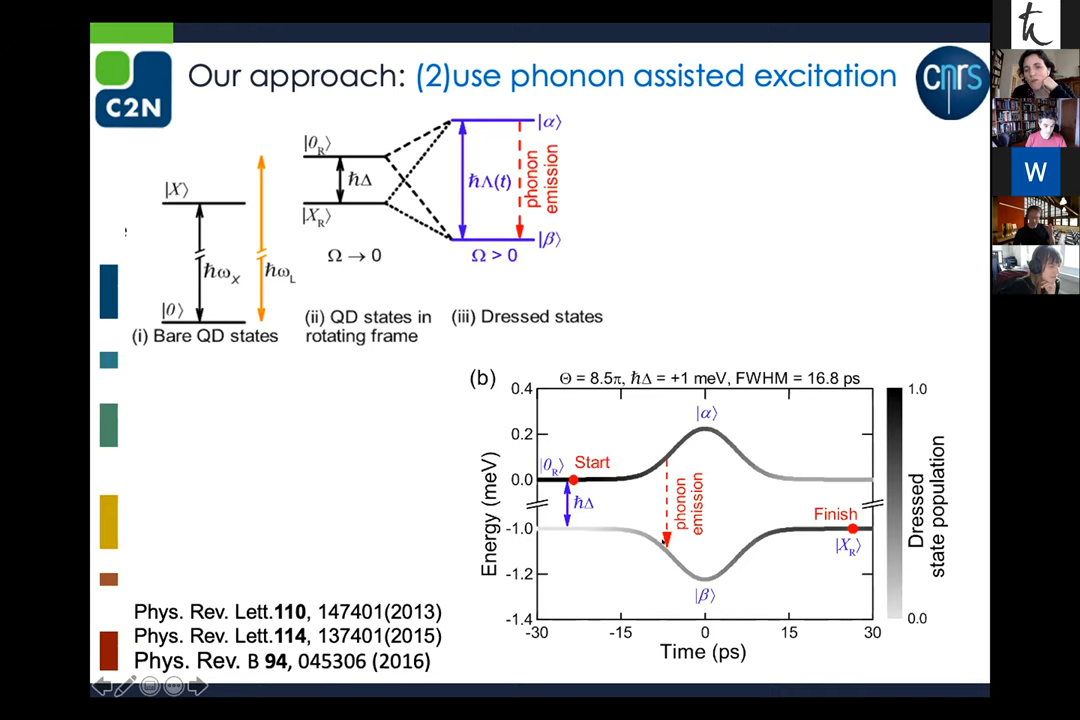 Our approach: (2)use phonon assisted excitation
C2N
cnrs
ħ
W
e
|X⟩
ħω_X
ħω_L
|0⟩
(i) Bare QD states
|0_R⟩
ħΔ
|X_R⟩
Ω → 0
(ii) QD states in
rotating frame
|α⟩
ħΛ(t)
phonon
emission
|β⟩
Ω > 0
(iii) Dressed states
(b)
Θ = 8.5π, ħΔ = +1 meV, FWHM = 16.8 ps
0.4
0.2
0.0
-1.0
-1.2
-1.4
Energy (meV)
|α⟩
|0_R⟩
Start
ħΔ
phonon
emission
Finish
|X_R⟩
|β⟩
-30
-15
0
15
30
Time (ps)
1.0
0.0
Dressed
state population
Phys. Rev. Lett.110, 147401(2013)
Phys. Rev. Lett.114, 137401(2015)
Phys. Rev. B 94, 045306 (2016)